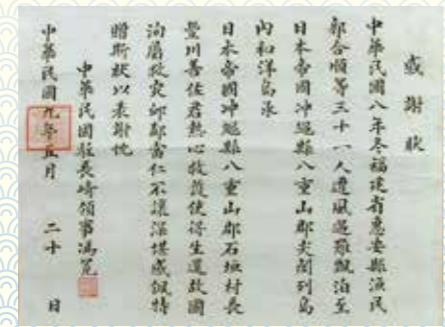 感謝狀
中華民國八年冬福建省惠安縣漁民
郭合順等三十一人遭風遇難飄泊至
日本帝國沖繩縣八重山郡尖閣列島
內和洋島承
日本帝國沖繩縣八重山郡石垣村長
豐川善佐君熱心救護使得生還故國
洵屬救災卹鄰當仁不讓深堪感佩特
贈斯狀以表謝忱
中華民國駐長崎領事馮冕
中華民國九年五月 二十 日